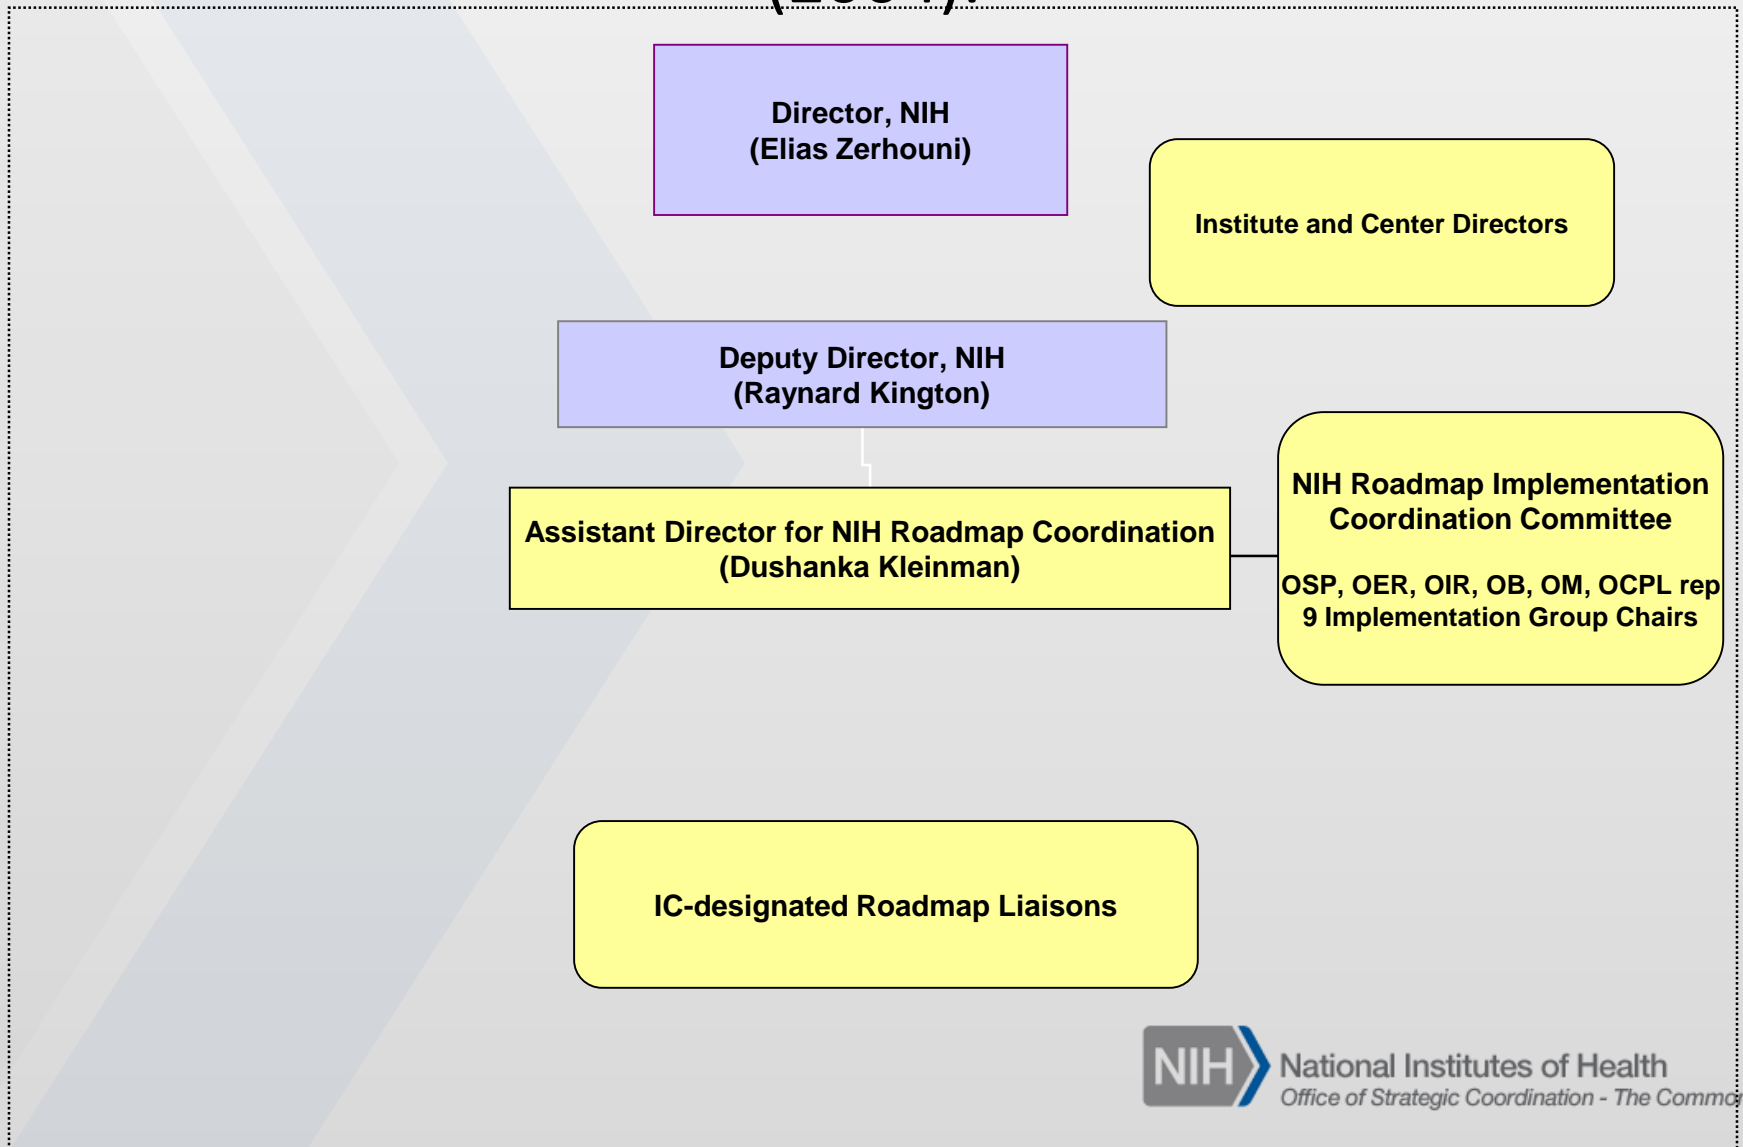 Director, NIH
(Elias Zerhouni)
Institute and Center Directors
Deputy Director, NIH
(Raynard Kington)
Assistant Director for NIH Roadmap Coordination
(Dushanka Kleinman)
NIH Roadmap Implementation
Coordination Committee
OSP, OER, OIR, OB, OM, OCPL rep
9 Implementation Group Chairs
IC-designated Roadmap Liaisons
NIH
National Institutes of Health
Office of Strategic Coordination - The